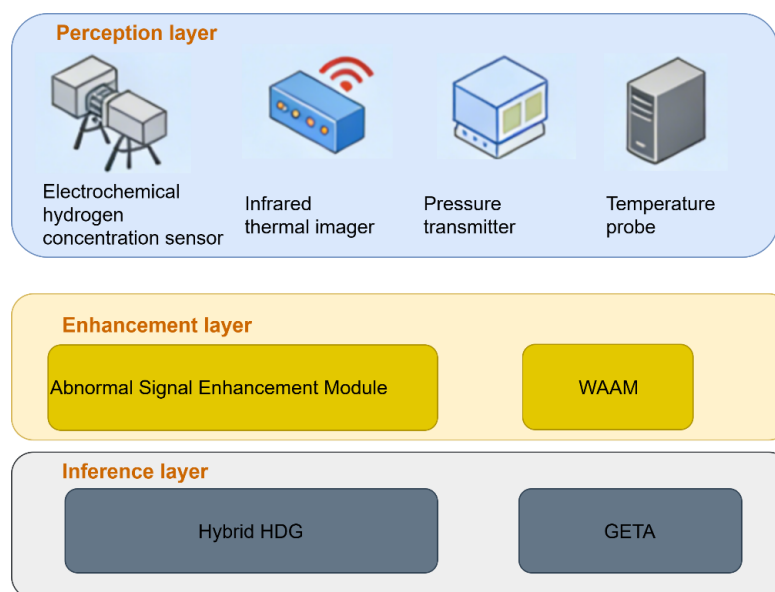 Perception layer
Electrochemical
hydrogen
concentration sensor
Infrared
thermal imager
Pressure
transmitter
Temperature
probe
Enhancement layer
Abnormal Signal Enhancement Module
WAAM
Inference layer
Hybrid HDG
GETA